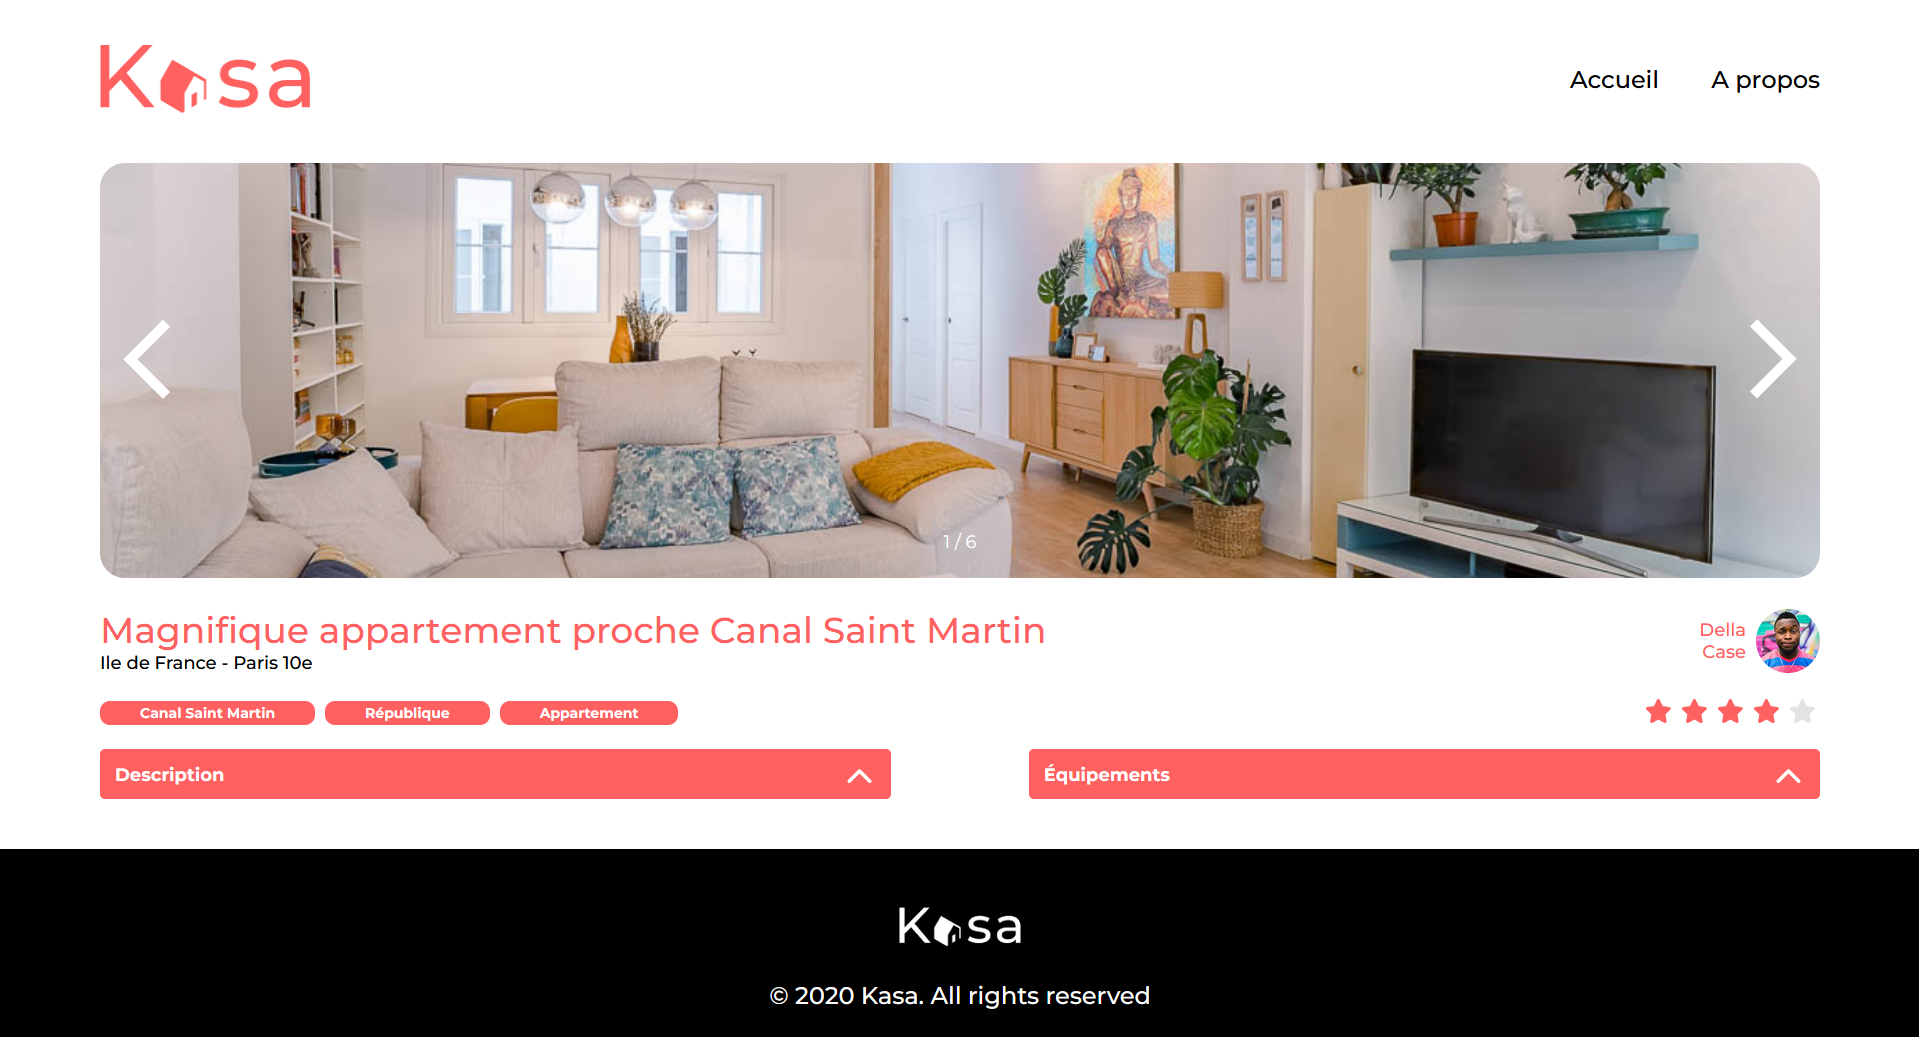 Kasa
Accueil
A propos
1 / 6
Magnifique appartement proche Canal Saint Martin
Ile de France - Paris 10e
Della
Case
Canal Saint Martin
République
Appartement
Description
Équipements
Kasa
© 2020 Kasa. All rights reserved